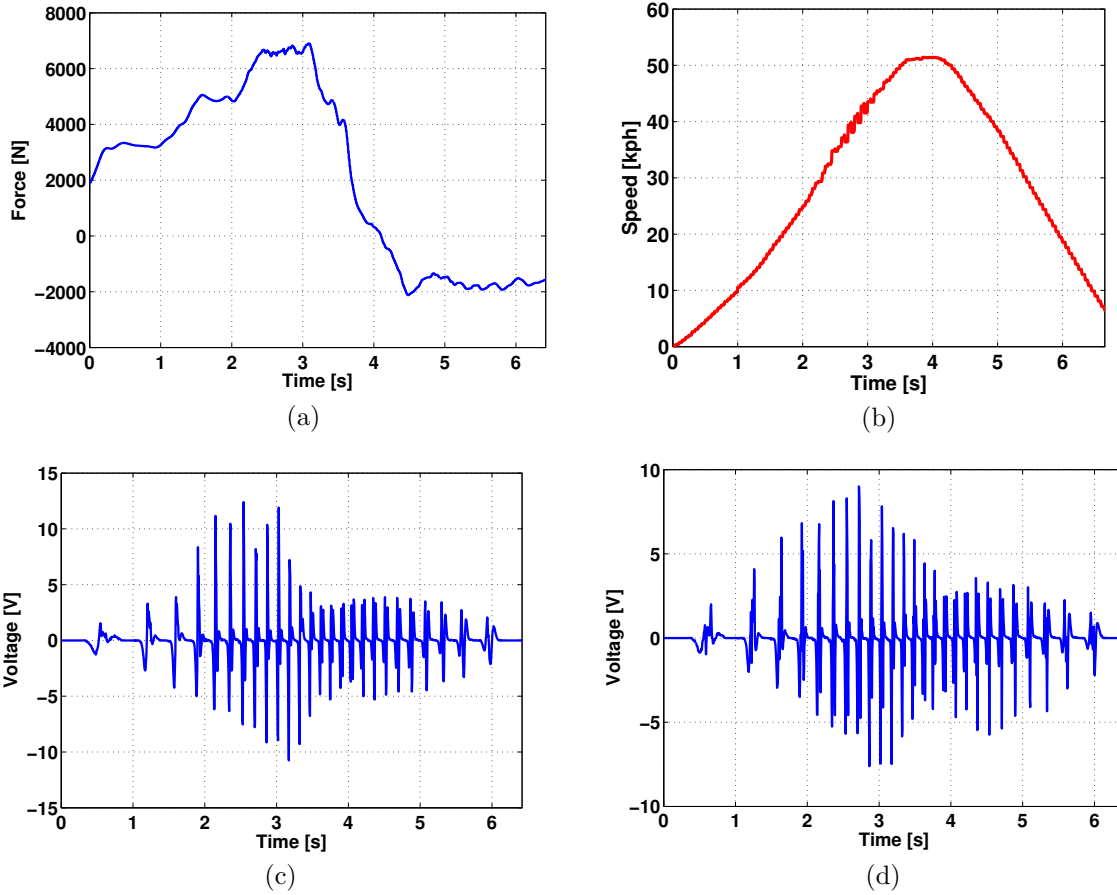 8000
6000
4000
2000
0
−2000
−4000
Force [N]
0 1 2 3 4 5 6
Time [s]
(a)
60
50
40
30
20
10
0
Speed [kph]
0 1 2 3 4 5 6
Time [s]
(b)
15
10
5
0
−5
−10
−15
Voltage [V]
0 1 2 3 4 5 6
Time [s]
(c)
10
5
0
−5
−10
Voltage [V]
0 1 2 3 4 5 6
Time [s]
(d)